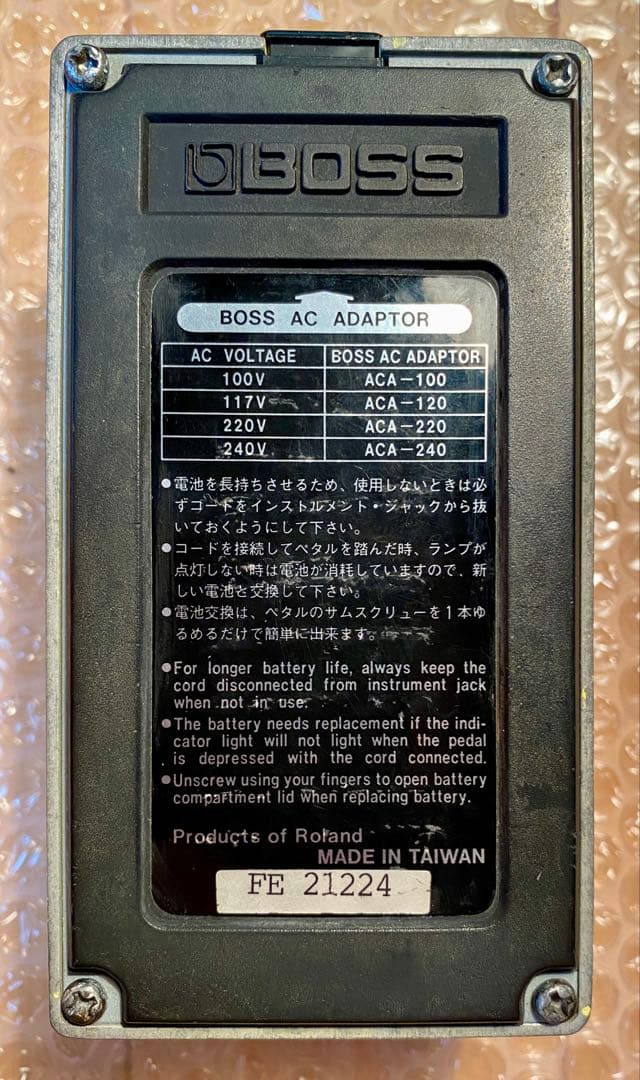 BOSS
BOSS AC ADAPTOR
AC VOLTAGE BOSS AC ADAPTOR
100V ACA-100
117V ACA-120
220V ACA-220
240V ACA-240
●電池を長持ちさせるため、使用しないときは必
ずコードをインストルメント・ジャックから抜
いておくようにして下さい。
●コードを接続してペタルを踏んだ時、ランプが
点灯しない時は電池が消耗していますので、新
しい電池と交換して下さい。
●電池交換は、ペタルのサムスクリューを1本ゆ
るめるだけで簡単に出来ます。
●For longer battery life, always keep the
cord disconnected from instrument jack
when not in use.
●The battery needs replacement if the indi-
cator light will not light when the pedal
is depressed with the cord connected.
●Unscrew using your fingers to open battery
compartment lid when replacing battery.
Products of Roland
MADE IN TAIWAN
FE 21224